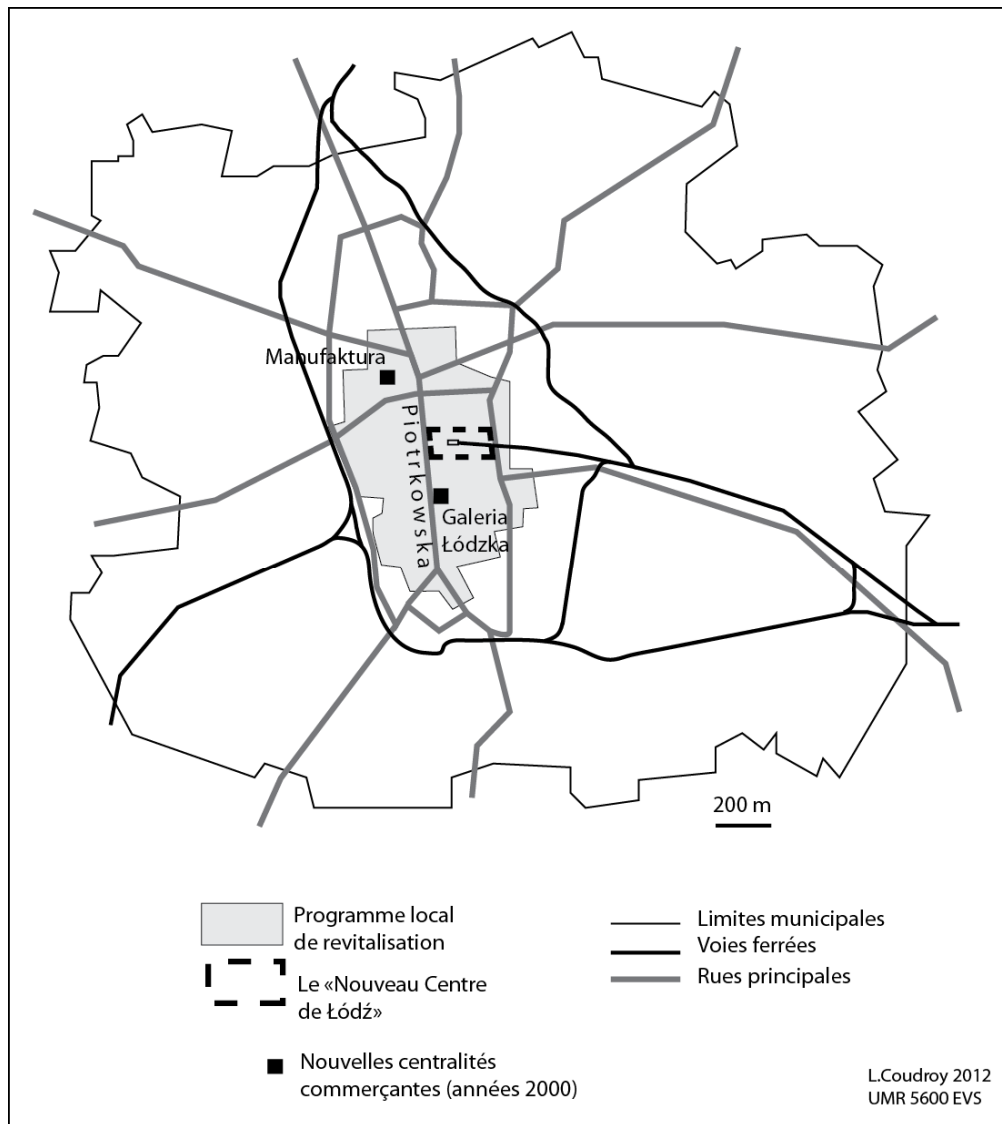 Manufaktura
Piotrkowska
Galeria
Łódzka
200 m
Programme local
de revitalisation
Le «Nouveau Centre
de Łódź»
Nouvelles centralités
commerçantes (années 2000)
Limites municipales
Voies ferrées
Rues principales
L.Coudroy 2012
UMR 5600 EVS